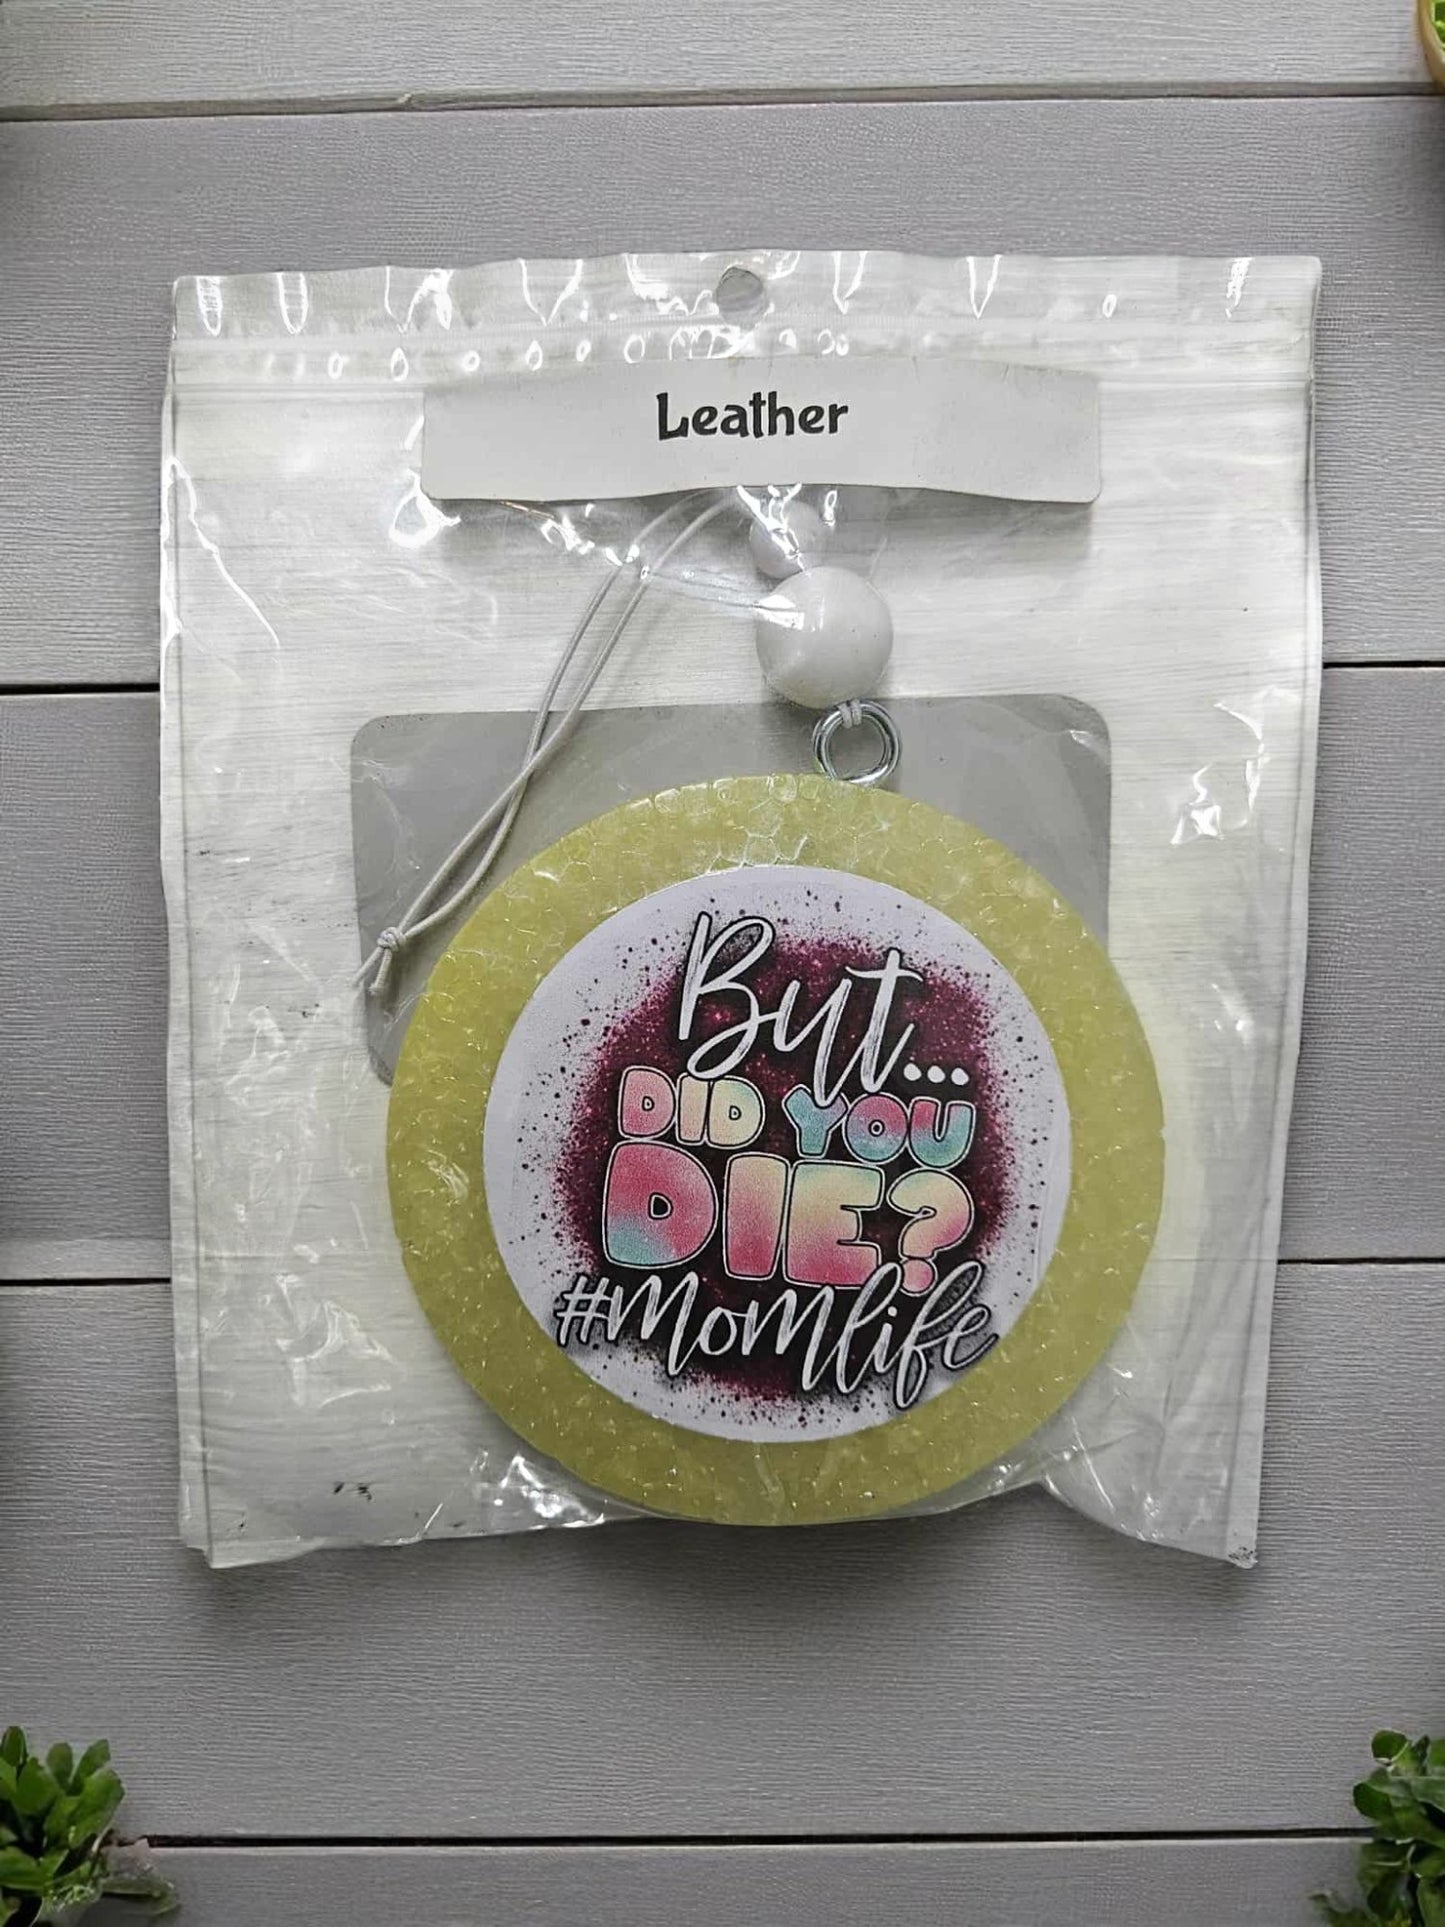 Leather
But...
DID YOU
DIE?
#momlife